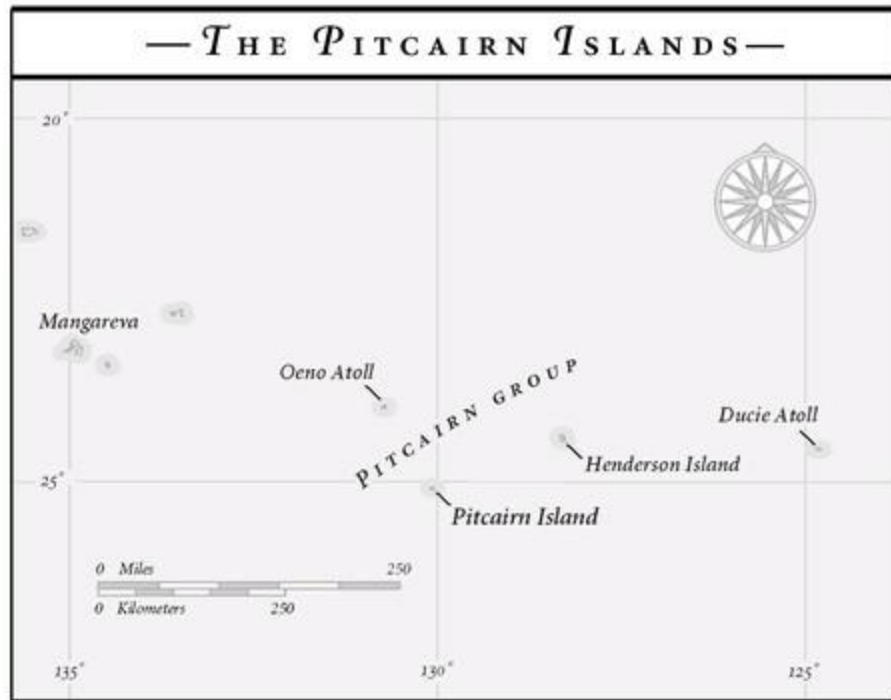 — THE PITCAIRN ISLANDS —
20°
Mangareva
Oeno Atoll
PITCAIRN GROUP
Ducie Atoll
Henderson Island
25°
Pitcairn Island
0 Miles 250
0 Kilometers 250
135° 130° 125°